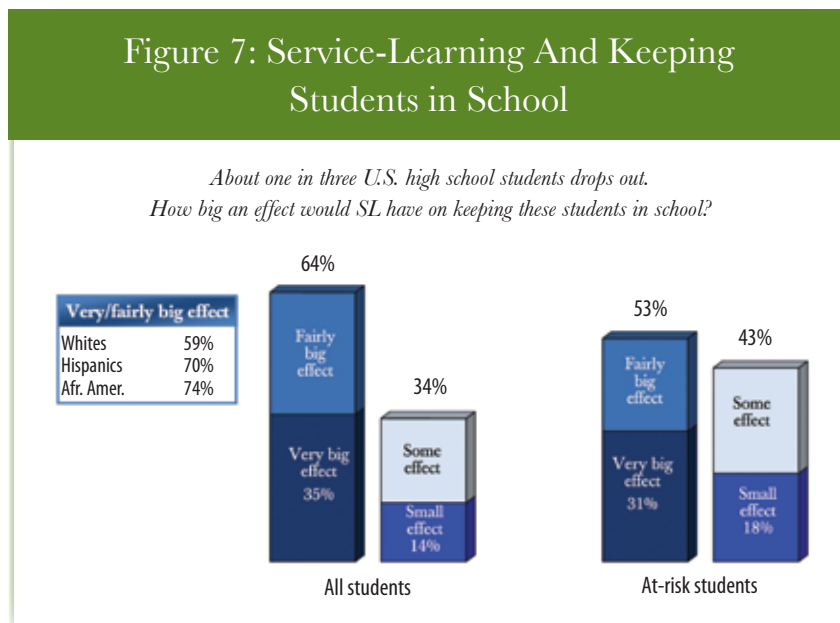 Figure 7: Service-Learning And Keeping
Students in School
About one in three U.S. high school students drops out.
How big an effect would SL have on keeping these students in school?
Very/fairly big effect
Whites 59%
Hispanics 70%
Afr. Amer. 74%
64%
Fairly
big
effect
Very big
effect
35%
34%
Some
effect
Small
effect
14%
All students
53%
Fairly
big
effect
Very big
effect
31%
43%
Some
effect
Small
effect
18%
At-risk students